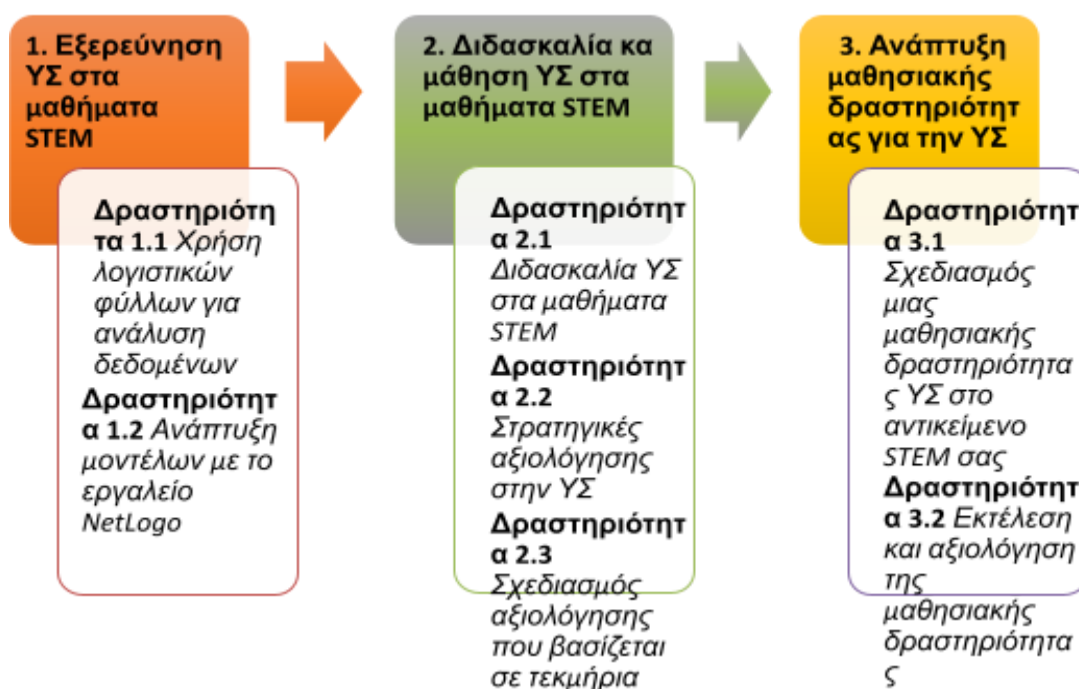 1. Εξερεύνηση
ΥΣ στα
μαθήματα
STEM
Δραστηριότη
τα 1.1 Χρήση
λογιστικών
φύλλων για
ανάλυση
δεδομένων
Δραστηριότητ
α 1.2 Ανάπτυξη
μοντέλων με το
εργαλείο
NetLogo
2. Διδασκαλία κα
μάθηση ΥΣ στα
μαθήματα STEM
Δραστηριότητ
α 2.1
Διδασκαλία ΥΣ
στα μαθήματα
STEM
Δραστηριότητ
α 2.2
Στρατηγικές
αξιολόγησης
στην ΥΣ
Δραστηριότητ
α 2.3
Σχεδιασμός
αξιολόγησης
που βασίζεται
σε τεκμήρια
3. Ανάπτυξη
μαθησιακής
δραστηριότητ
ας για την ΥΣ
Δραστηριότητ
α 3.1
Σχεδιασμός
μιας
μαθησιακής
δραστηριότητα
ς ΥΣ στο
αντικείμενο
STEM σας
Δραστηριότητ
α 3.2 Εκτέλεση
και αξιολόγηση
της
μαθησιακής
δραστηριότητα
ς